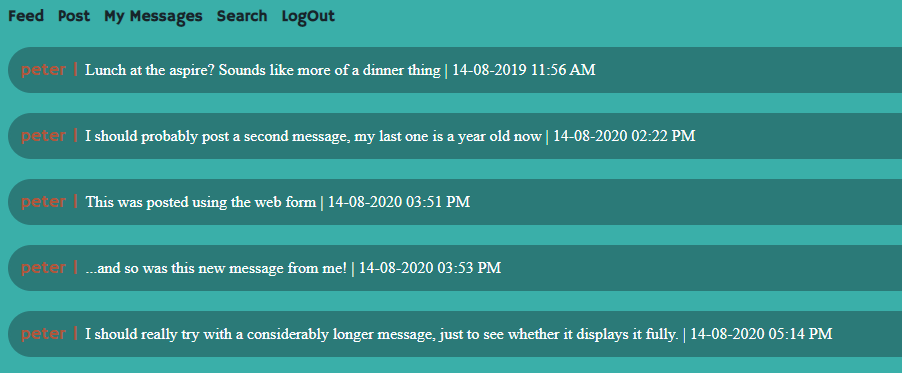 Feed Post My Messages Search LogOut
peter | Lunch at the aspire? Sounds like more of a dinner thing | 14-08-2019 11:56 AM
peter | I should probably post a second message, my last one is a year old now | 14-08-2020 02:22 PM
peter | This was posted using the web form | 14-08-2020 03:51 PM
peter | ...and so was this new message from me! | 14-08-2020 03:53 PM
peter | I should really try with a considerably longer message, just to see whether it displays it fully. | 14-08-2020 05:14 PM